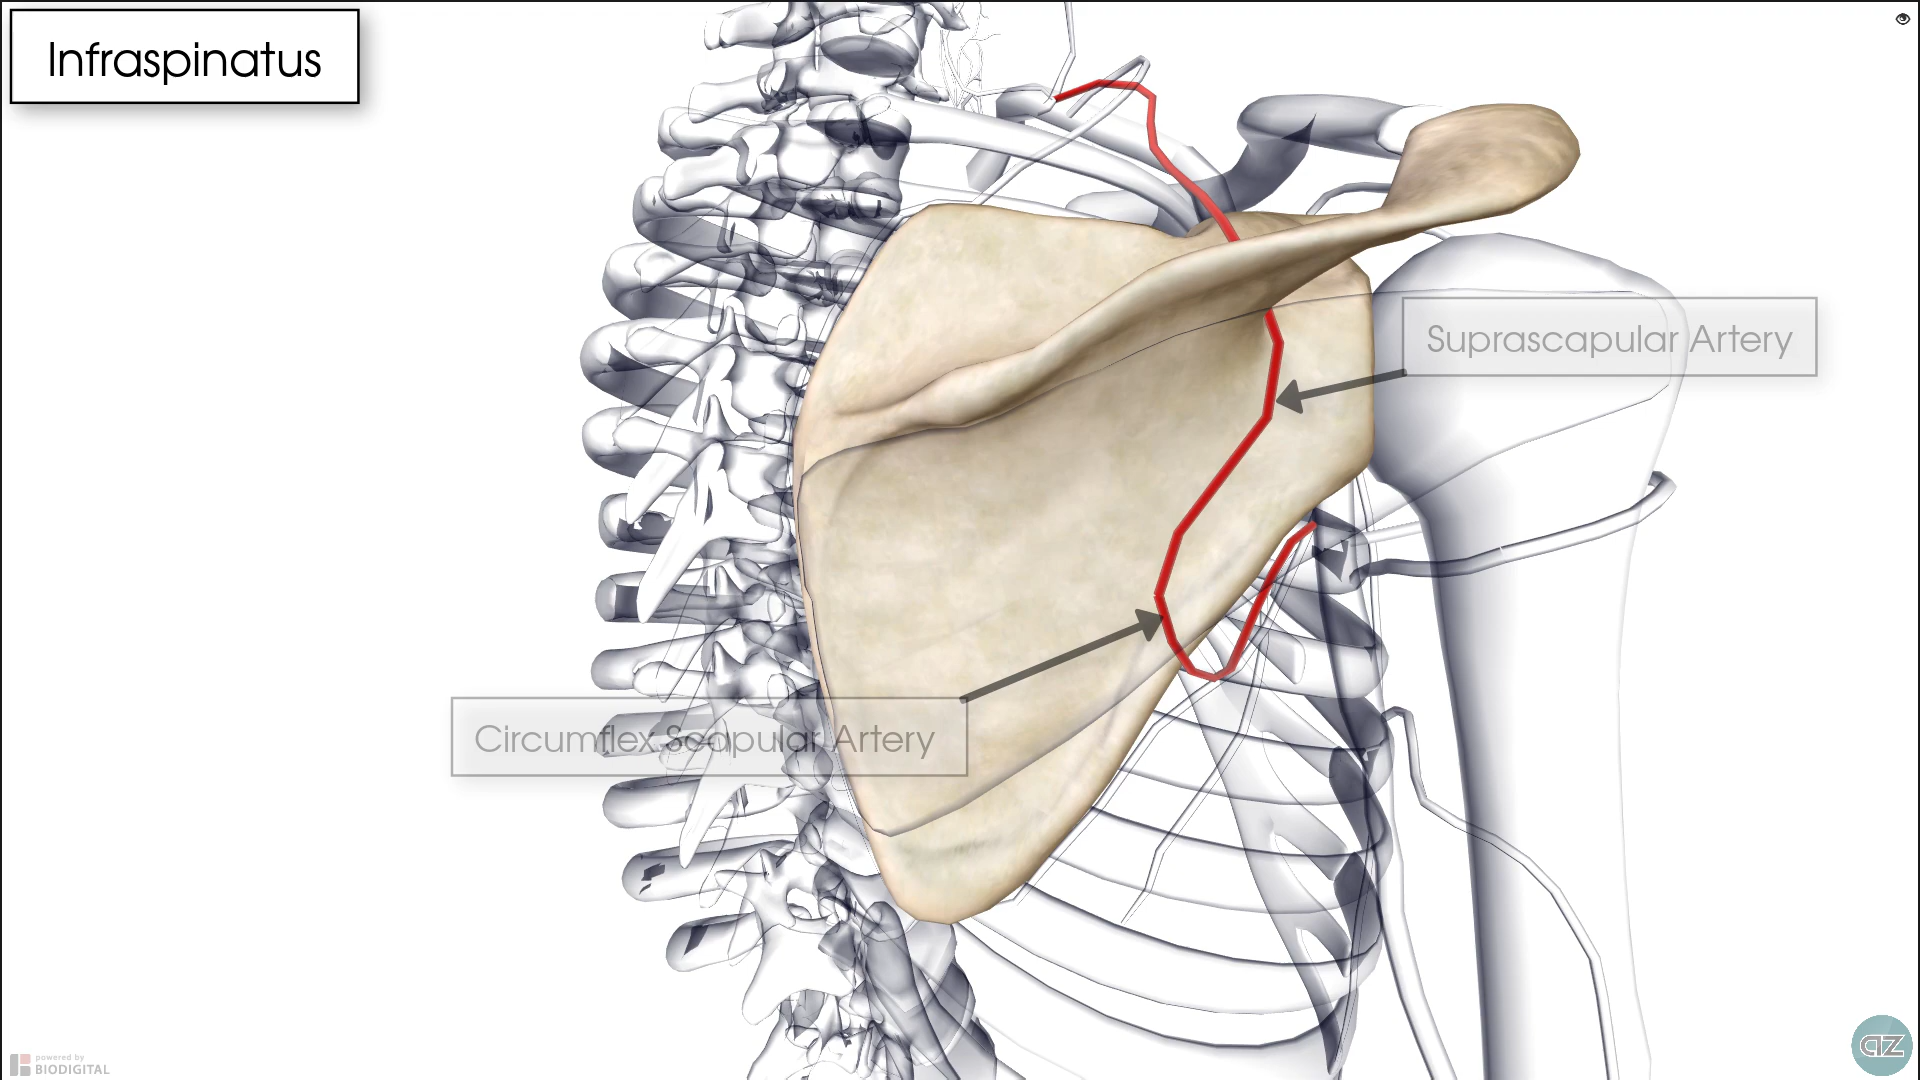 Infraspinatus
Suprascapular Artery
Circumflex Scapular Artery
powered by
BIODIGITAL
az